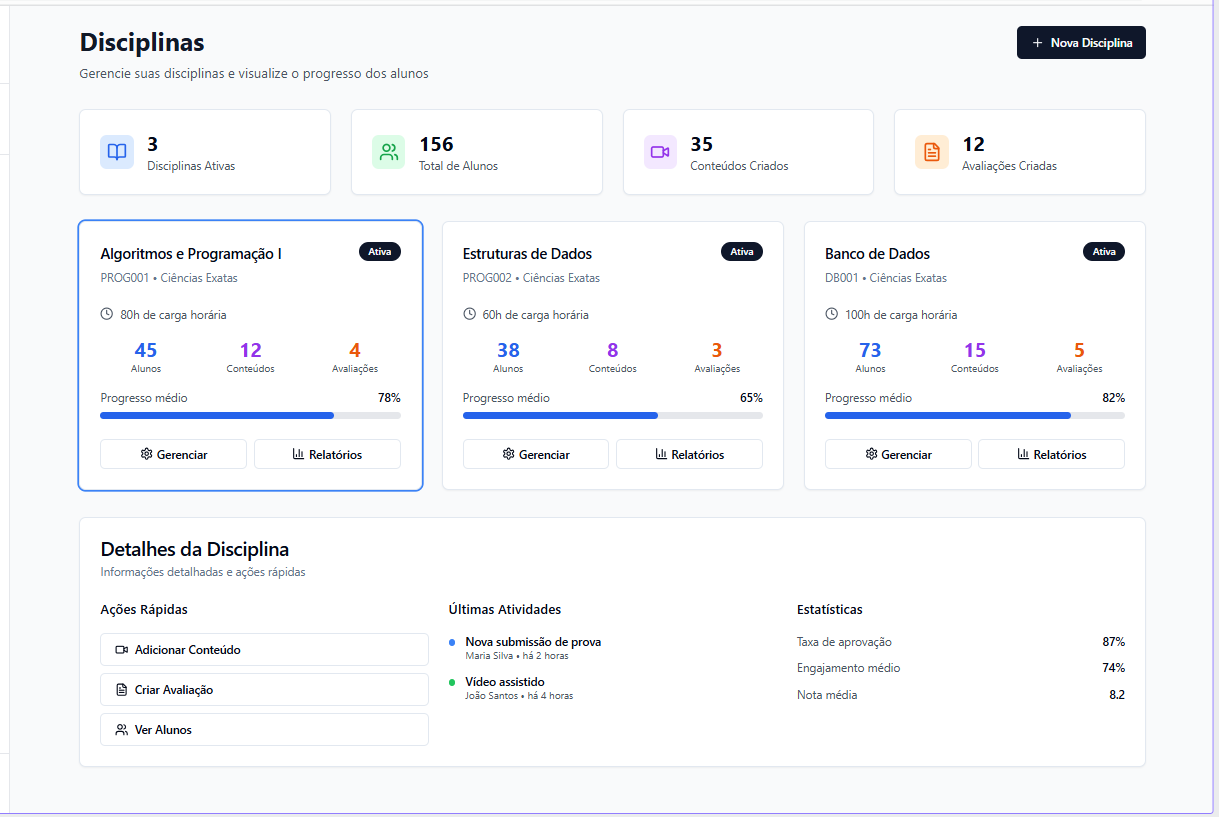 Disciplinas
Gerencie suas disciplinas e visualize o progresso dos alunos
+ Nova Disciplina
3
Disciplinas Ativas
156
Total de Alunos
35
Conteúdos Criados
12
Avaliações Criadas
Algoritmos e Programação I
Ativa
PROG001 • Ciências Exatas
80h de carga horária
45
Alunos
12
Conteúdos
4
Avaliações
Progresso médio
78%
Gerenciar
Relatórios
Estruturas de Dados
Ativa
PROG002 • Ciências Exatas
60h de carga horária
38
Alunos
8
Conteúdos
3
Avaliações
Progresso médio
65%
Gerenciar
Relatórios
Banco de Dados
Ativa
DB001 • Ciências Exatas
100h de carga horária
73
Alunos
15
Conteúdos
5
Avaliações
Progresso médio
82%
Gerenciar
Relatórios
Detalhes da Disciplina
Informações detalhadas e ações rápidas
Ações Rápidas
Adicionar Conteúdo
Criar Avaliação
Ver Alunos
Últimas Atividades
Nova submissão de prova
Maria Silva • há 2 horas
Vídeo assistido
João Santos • há 4 horas
Estatísticas
Taxa de aprovação
87%
Engajamento médio
74%
Nota média
8.2